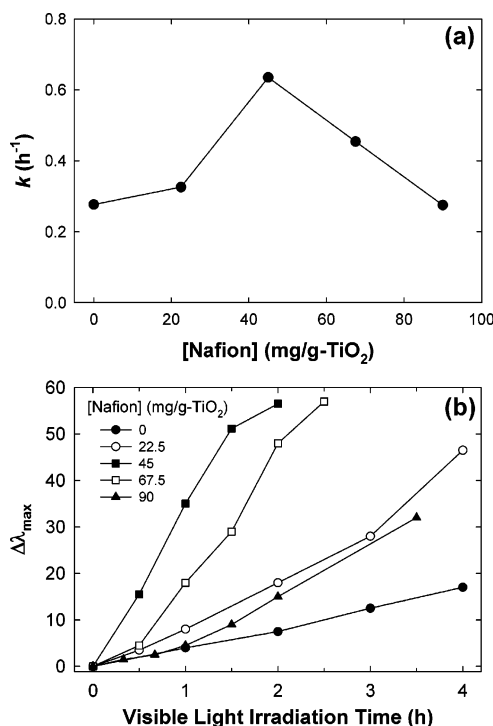 (a)
0.8
0.6
0.4
0.2
0.0
k (h⁻¹)
0 20 40 60 80 100
[Nafion] (mg/g-TiO₂)
(b)
60
50
40
30
20
10
0
Δλmax
[Nafion] (mg/g-TiO₂)
0
22.5
45
67.5
90
0 1 2 3 4
Visible Light Irradiation Time (h)